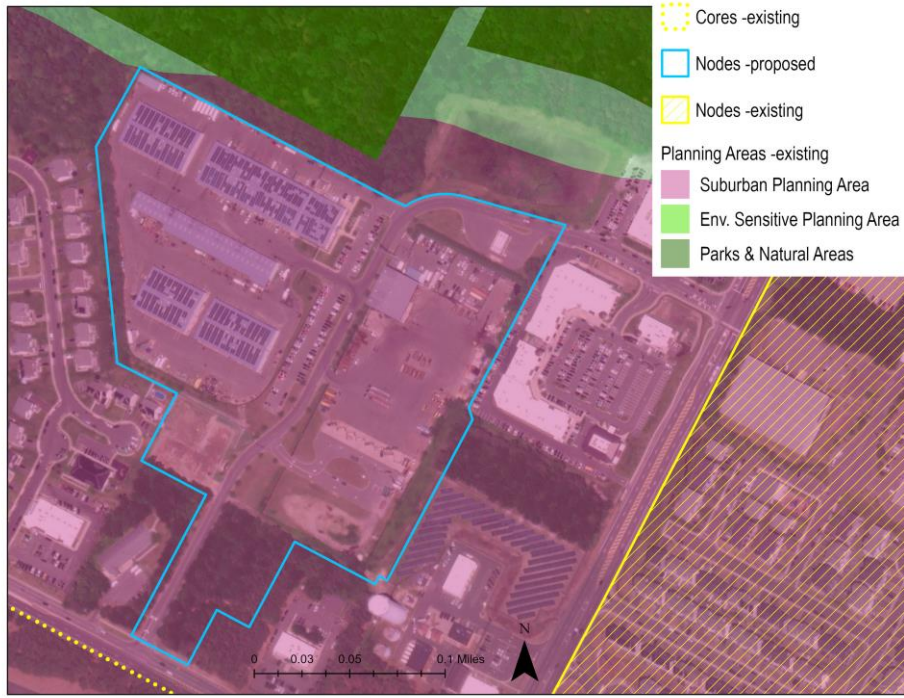 Cores -existing
Nodes -proposed
Nodes -existing
Planning Areas -existing
Suburban Planning Area
Env. Sensitive Planning Area
Parks & Natural Areas
N
0 0.03 0.05 0.1 Miles